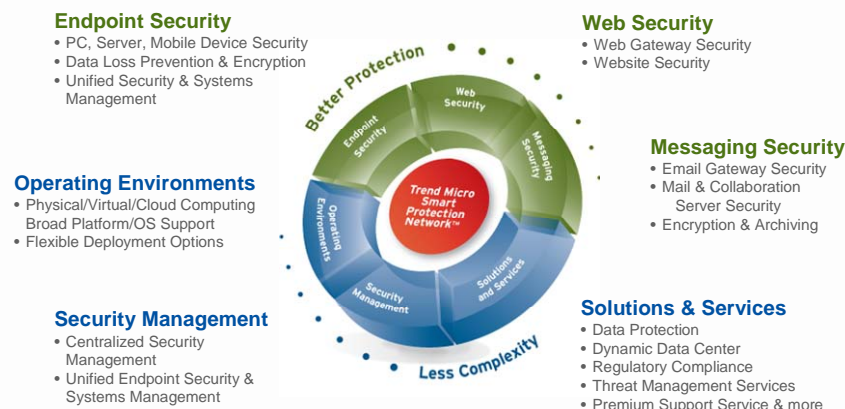 Endpoint Security
• PC, Server, Mobile Device Security
• Data Loss Prevention & Encryption
• Unified Security & Systems
Management
Web Security
• Web Gateway Security
• Website Security
Messaging Security
• Email Gateway Security
• Mail & Collaboration
Server Security
• Encryption & Archiving
Operating Environments
• Physical/Virtual/Cloud Computing
Broad Platform/OS Support
• Flexible Deployment Options
Security Management
• Centralized Security
Management
• Unified Endpoint Security &
Systems Management
Solutions & Services
• Data Protection
• Dynamic Data Center
• Regulatory Compliance
• Threat Management Services
• Premium Support Service & more
Better Protection
Endpoint
Security
Web
Security
Messaging
Security
Operating
Environments
Trend Micro
Smart
Protection
Network™
Security
Management
Solutions
and Services
Less Complexity